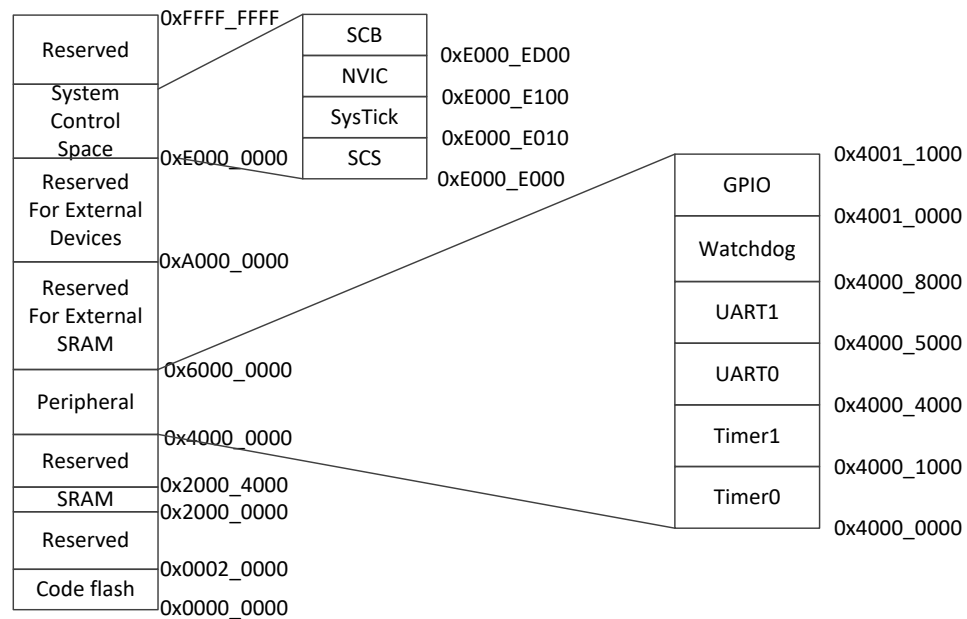 0xFFFF_FFFF
Reserved
System
Control
Space
0xE000_0000
Reserved
For External
Devices
0xA000_0000
Reserved
For External
SRAM
0x6000_0000
Peripheral
0x4000_0000
Reserved
0x2000_4000
SRAM
0x2000_0000
Reserved
0x0002_0000
Code flash
0x0000_0000
SCB
0xE000_ED00
NVIC
0xE000_E100
SysTick
0xE000_E010
SCS
0xE000_E000
0x4001_1000
GPIO
0x4001_0000
Watchdog
0x4000_8000
UART1
0x4000_5000
UART0
0x4000_4000
Timer1
0x4000_1000
Timer0
0x4000_0000